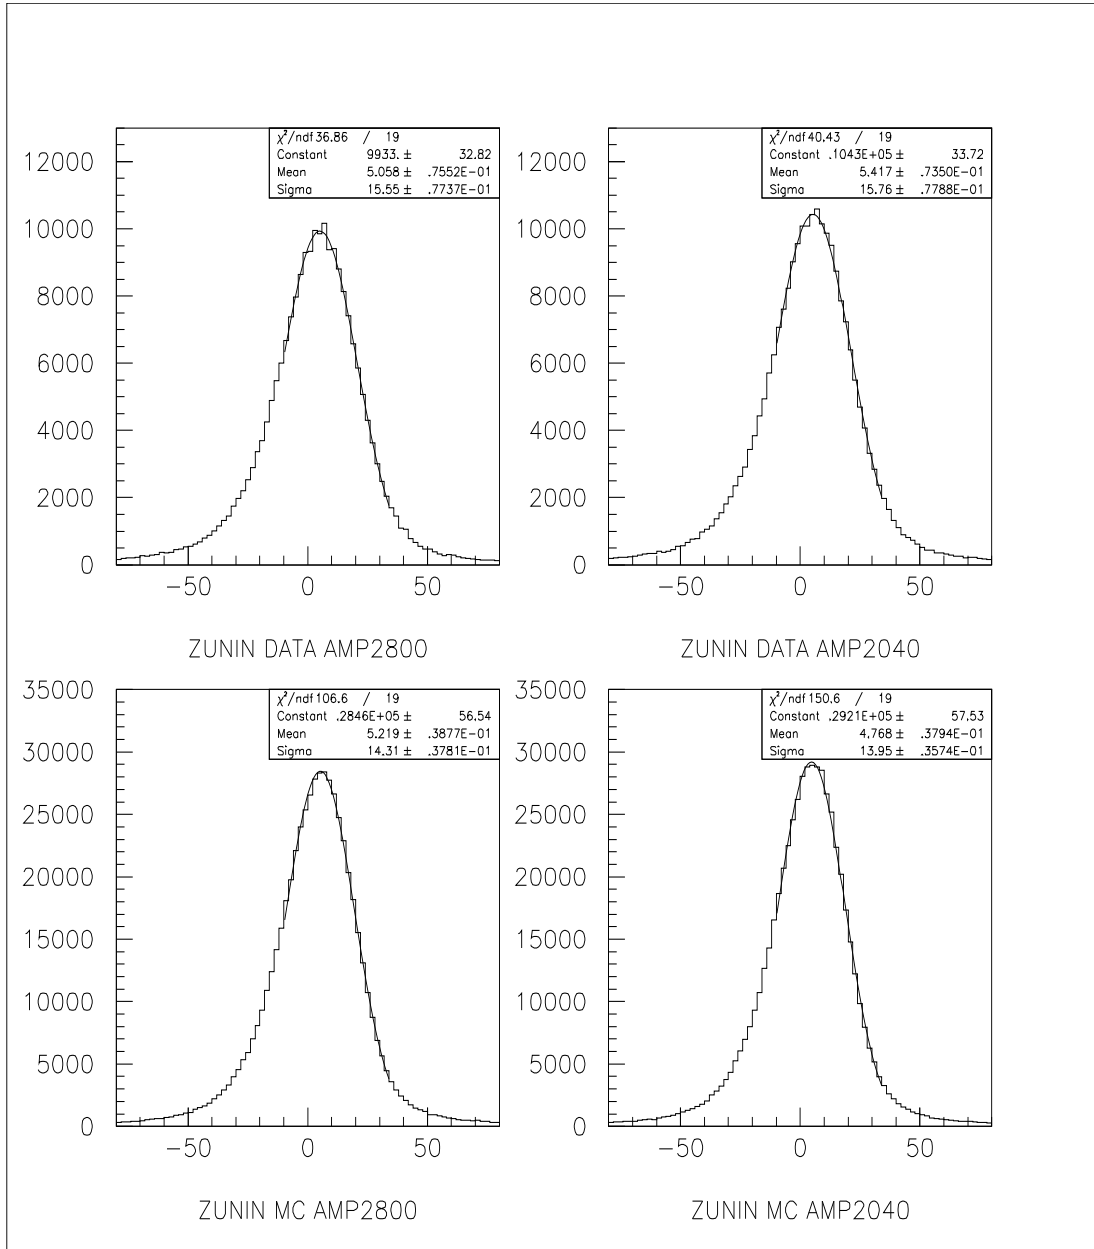 χ²/ndf 36.86 / 19
Constant 9933. ± 32.82
Mean 5.058 ± .7552E-01
Sigma 15.55 ± .7737E-01
12000
10000
8000
6000
4000
2000
0
-50 0 50
ZUNIN DATA AMP2800
χ²/ndf 40.43 / 19
Constant .1043E+05 ± 33.72
Mean 5.417 ± .7350E-01
Sigma 15.76 ± .7788E-01
12000
10000
8000
6000
4000
2000
0
-50 0 50
ZUNIN DATA AMP2040
χ²/ndf 106.6 / 19
Constant .2846E+05 ± 56.54
Mean 5.219 ± .3877E-01
Sigma 14.31 ± .3781E-01
35000
30000
25000
20000
15000
10000
5000
0
-50 0 50
ZUNIN MC AMP2800
χ²/ndf 150.6 / 19
Constant .2921E+05 ± 57.53
Mean 4.768 ± .3794E-01
Sigma 13.95 ± .3574E-01
35000
30000
25000
20000
15000
10000
5000
0
-50 0 50
ZUNIN MC AMP2040